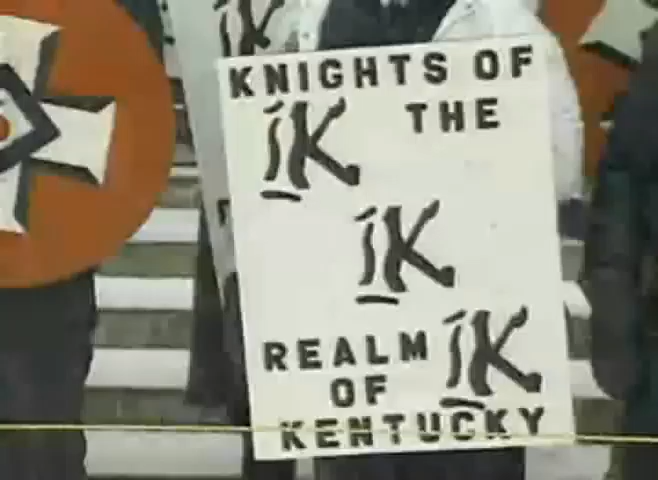 KNIGHTS OF
THE
K
K
REALM
K
OF
KENTUCKY